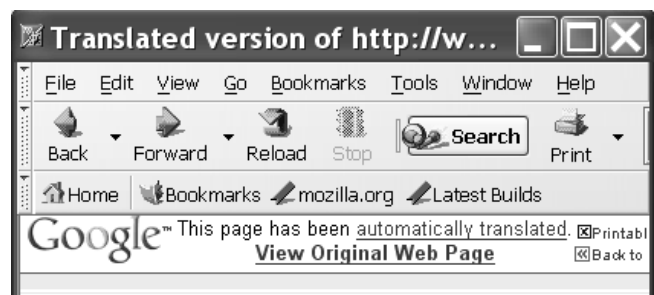 Translated version of http://w...
File Edit View Go Bookmarks Tools Window Help
Back Forward Reload Stop Search Print
Home Bookmarks mozilla.org Latest Builds
Google™ This page has been automatically translated. Printabl
View Original Web Page Back to